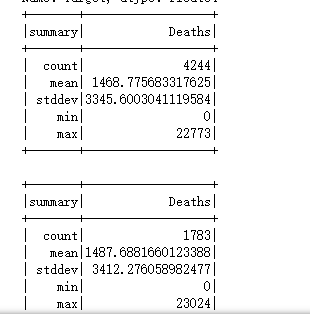 +-------+------------------+
|summary|            Deaths|
+-------+------------------+
|  count|              4244|
|   mean| 1468.775683317625|
| stddev|3345.6003041119584|
|    min|                 0|
|    max|             22773|
+-------+------------------+
+-------+------------------+
|summary|            Deaths|
+-------+------------------+
|  count|              1783|
|   mean|1487.6881660123388|
| stddev| 3412.276058982477|
|    min|                 0|
|    max|             23024|